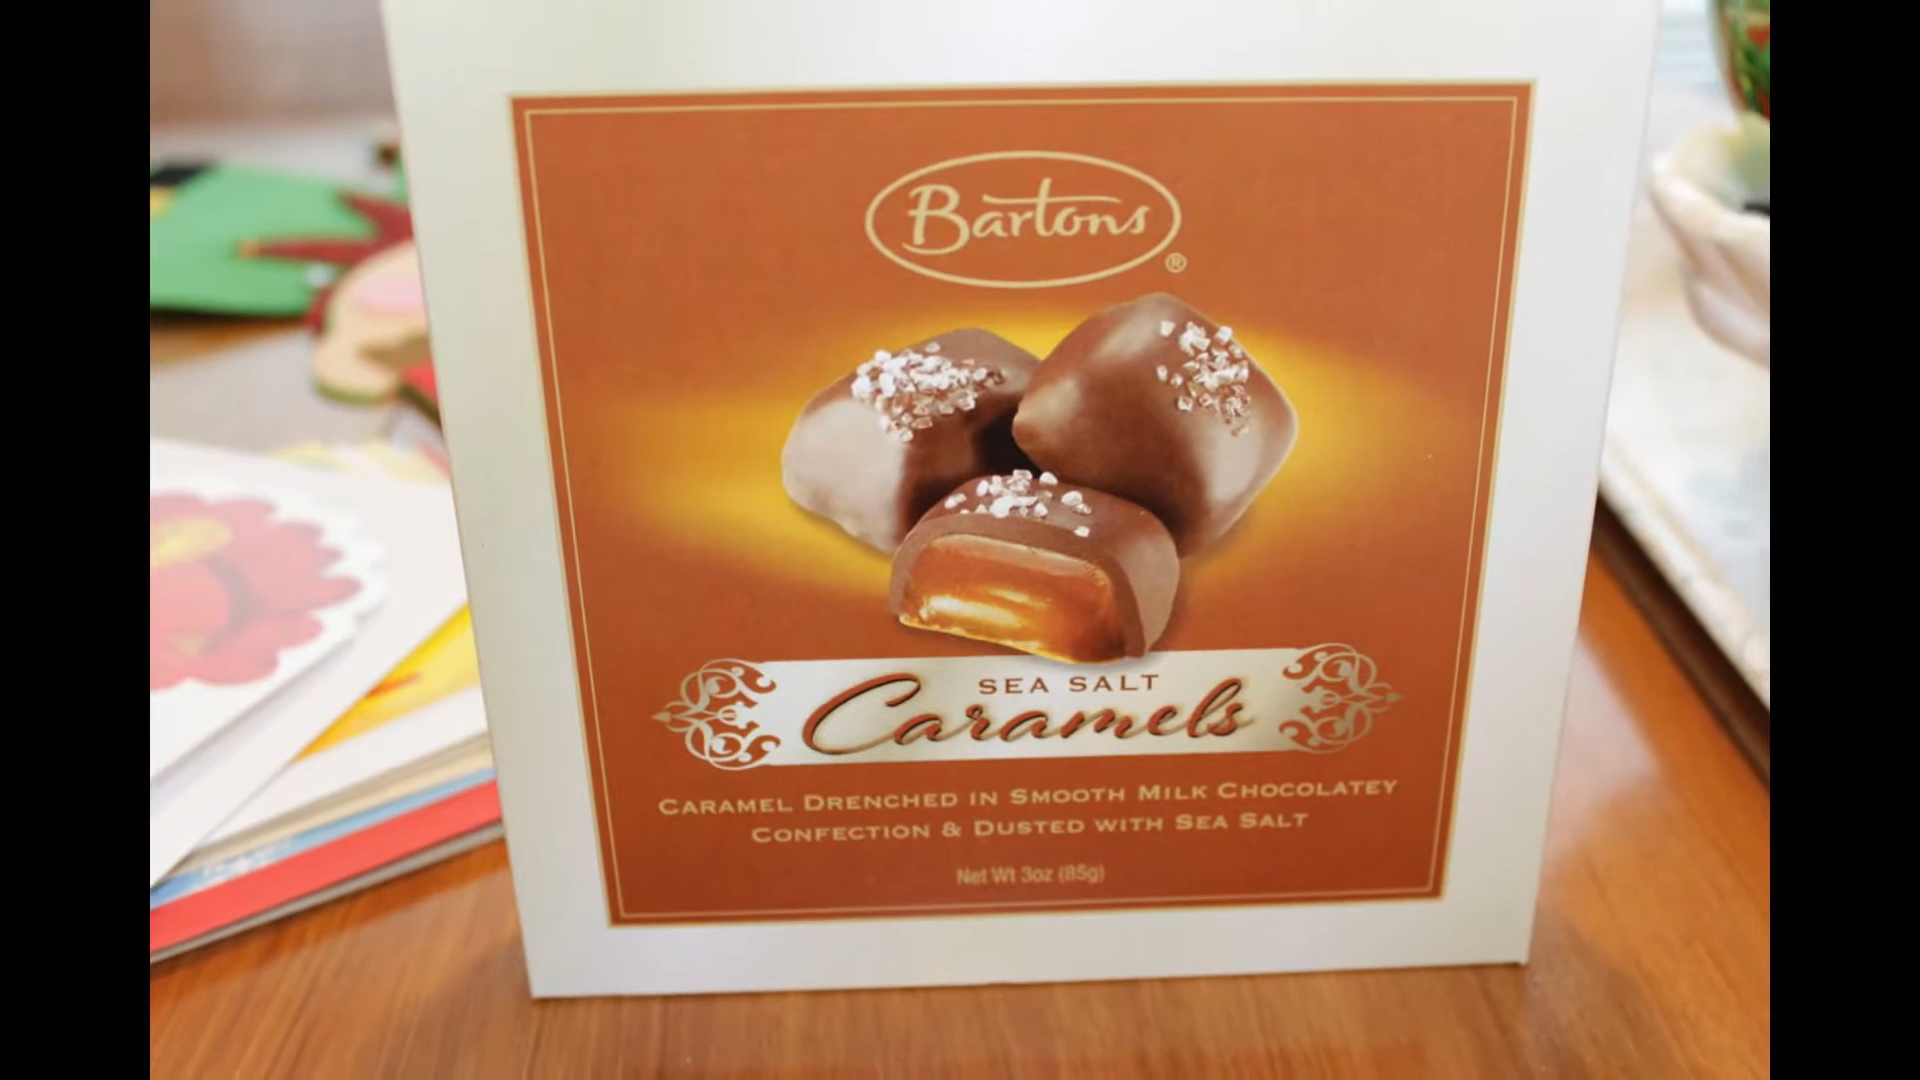 Bartons
®
SEA SALT
Caramels
CARAMEL DRENCHED IN SMOOTH MILK CHOCOLATEY
CONFECTION & DUSTED WITH SEA SALT
Net Wt 3oz (85g)